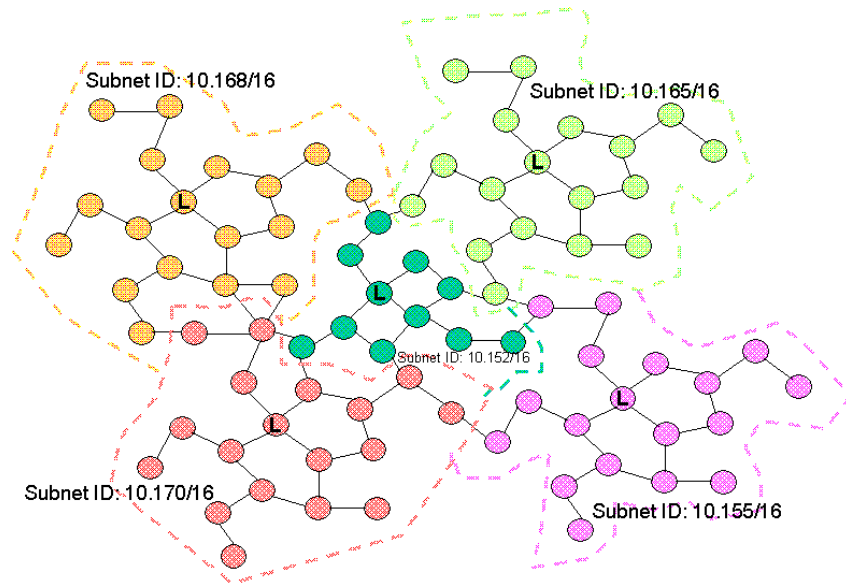 Subnet ID: 10.168/16
Subnet ID: 10.165/16
L
L
L
Subnet ID: 10.152/16
L
L
Subnet ID: 10.170/16
Subnet ID: 10.155/16